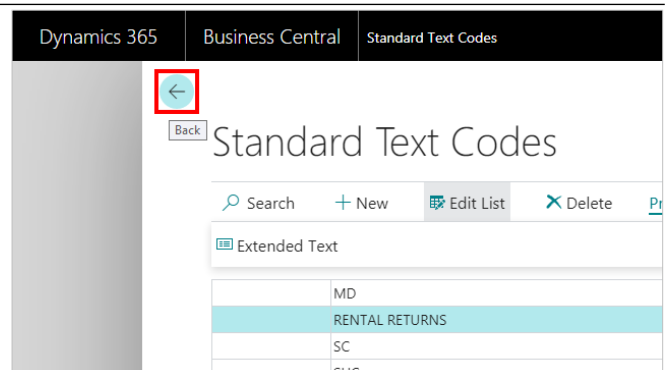 Dynamics 365 Business Central Standard Text Codes
Back
Standard Text Codes
Search New Edit List Delete
Extended Text
MD
RENTAL RETURNS
SC